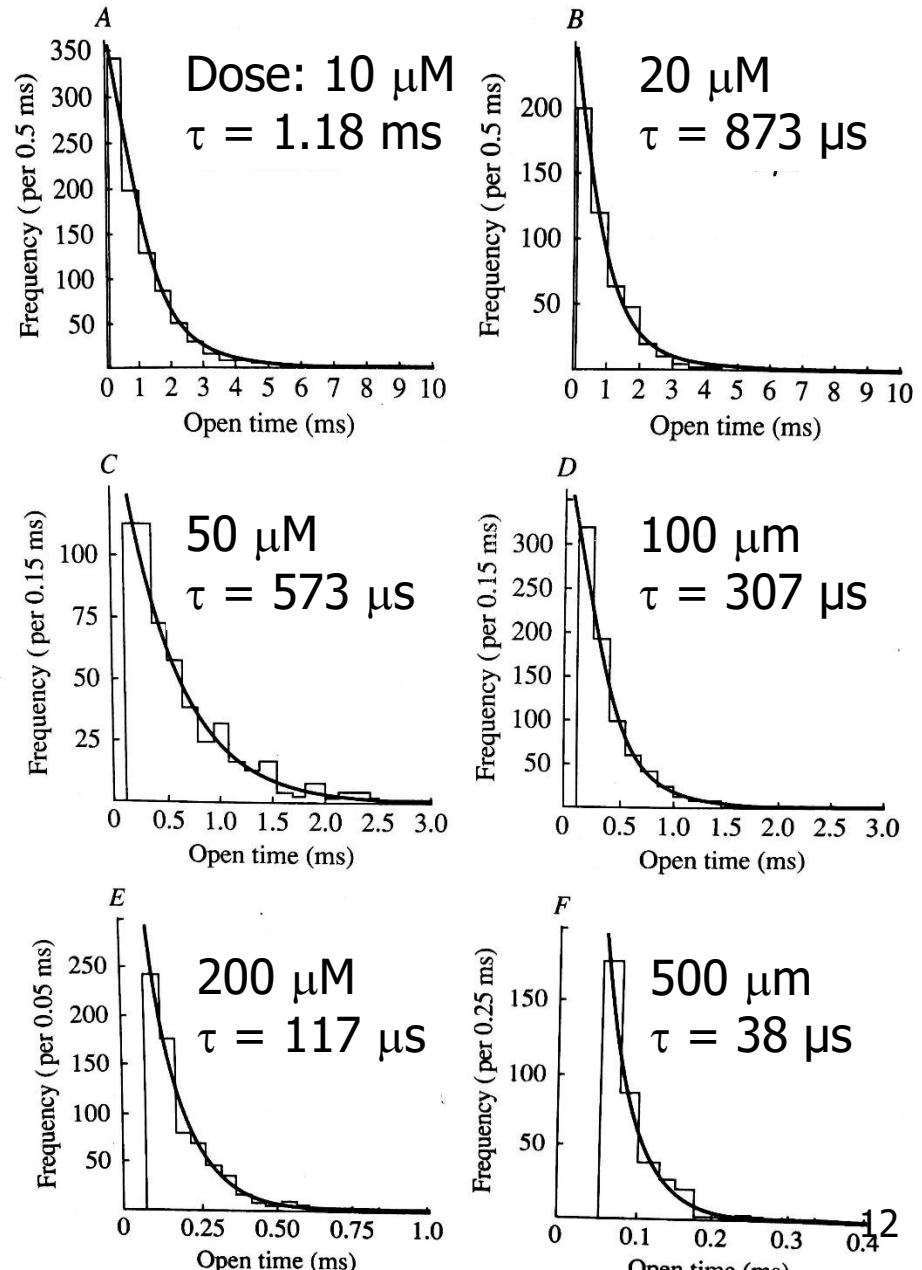 A
Dose: 10 μM
τ = 1.18 ms
Frequency (per 0.5 ms)
350
300
250
200
150
100
50
0 1 2 3 4 5 6 7 8 9 10
Open time (ms)
B
20 μM
τ = 873 µs
Frequency (per 0.5 ms)
200
150
100
50
0 1 2 3 4 5 6 7 8 9 10
Open time (ms)
C
50 μM
τ = 573 μs
Frequency (per 0.15 ms)
100
75
50
25
0 0.5 1.0 1.5 2.0 2.5 3.0
Open time (ms)
D
100 μm
τ = 307 µs
Frequency (per 0.15 ms)
300
250
200
150
100
50
0 0.5 1.0 1.5 2.0 2.5 3.0
Open time (ms)
E
200 μM
τ = 117 μs
Frequency (per 0.05 ms)
250
200
150
100
50
0 0.25 0.50 0.75 1.0
Open time (ms)
F
500 μm
τ = 38 µs
Frequency (per 0.25 ms)
150
100
50
0 0.1 0.2 0.3 0.4
Open time (ms)
12